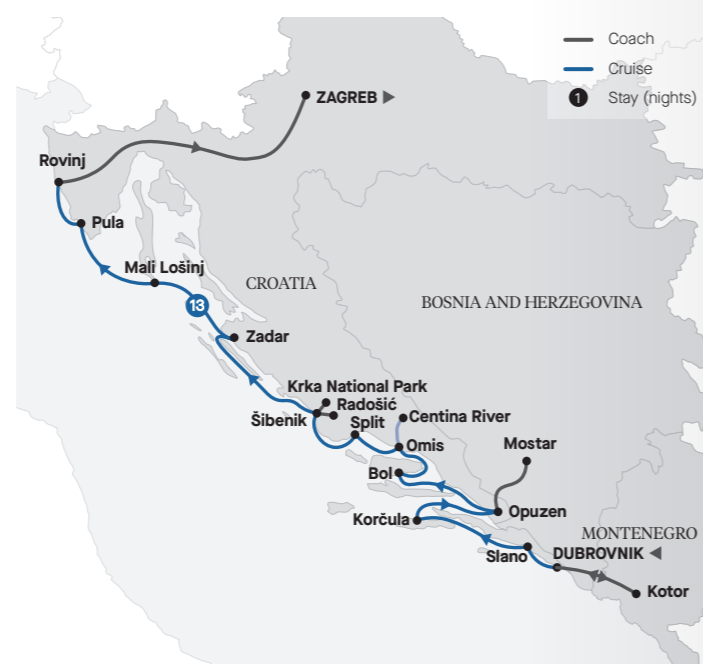 Coach
Cruise
1 Stay (nights)
ZAGREB ▶
Rovinj
Pula
Mali Lošinj
CROATIA
BOSNIA AND HERZEGOVINA
13
Zadar
Krka National Park
Radošić
Šibenik
Split
Centina River
Omis
Mostar
Bol
Opuzen
Korčula
MONTENEGRO
Slano
DUBROVNIK ◀
Kotor